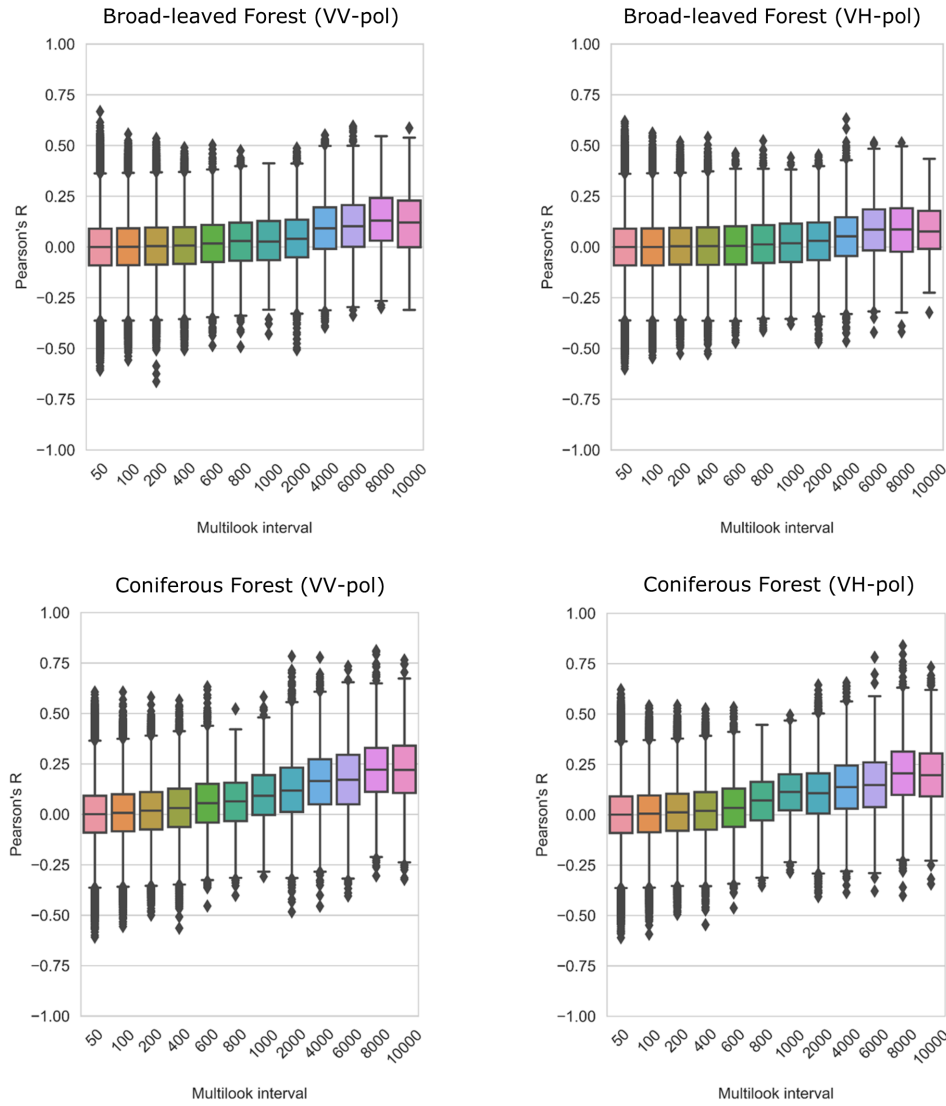 Broad-leaved Forest (VV-pol)
1.00
0.75
0.50
0.25
0.00
−0.25
−0.50
−0.75
−1.00
Pearson's R
50 100 200 400 600 800 1000 2000 4000 6000 8000 10000
Multilook interval
Broad-leaved Forest (VH-pol)
1.00
0.75
0.50
0.25
0.00
−0.25
−0.50
−0.75
−1.00
Pearson's R
50 100 200 400 600 800 1000 2000 4000 6000 8000 10000
Multilook interval
Coniferous Forest (VV-pol)
1.00
0.75
0.50
0.25
0.00
−0.25
−0.50
−0.75
−1.00
Pearson's R
50 100 200 400 600 800 1000 2000 4000 6000 8000 10000
Multilook interval
Coniferous Forest (VH-pol)
1.00
0.75
0.50
0.25
0.00
−0.25
−0.50
−0.75
−1.00
Pearson's R
50 100 200 400 600 800 1000 2000 4000 6000 8000 10000
Multilook interval